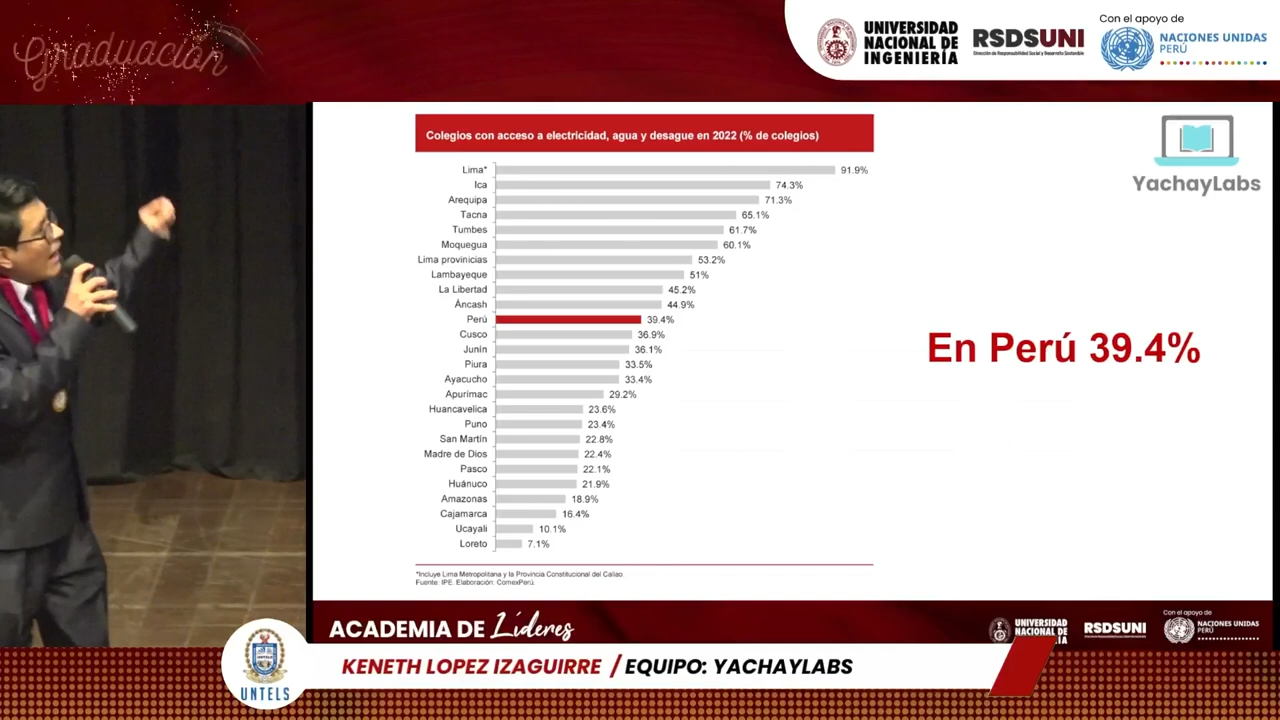 Graduación
UNIVERSIDAD
NACIONAL DE
INGENIERÍA
RSDSUNI
Dirección de Responsabilidad Social y Desarrollo Sostenible
Con el apoyo de
NACIONES UNIDAS
PERÚ
Colegios con acceso a electricidad, agua y desague en 2022 (% de colegios)
Lima* 91.9%
Ica 74.3%
Arequipa 71.3%
Tacna 65.1%
Tumbes 61.7%
Moquegua 60.1%
Lima provinicias 53.2%
Lambayeque 51%
La Libertad 45.2%
Áncash 44.9%
Perú 39.4%
Cusco 36.9%
Junín 36.1%
Piura 33.5%
Ayacucho 33.4%
Apurímac 29.2%
Huancavelica 23.6%
Puno 23.4%
San Martín 22.8%
Madre de Dios 22.4%
Pasco 22.1%
Huánuco 21.9%
Amazonas 18.9%
Cajamarca 16.4%
Ucayali 10.1%
Loreto 7.1%
*Incluye Lima Metropolitana y la Provincia Constitucional del Callao.
Fuente: IPE. Elaboración: ComexPerú.
YachayLabs
En Perú 39.4%
ACADEMIA DE Líderes
UNIVERSIDAD
NACIONAL DE
RSDSUNI
Con el apoyo de
NACIONES UNIDAS
PERÚ
KENETH LOPEZ IZAGUIRRE / EQUIPO: YACHAYLABS
UNTELS